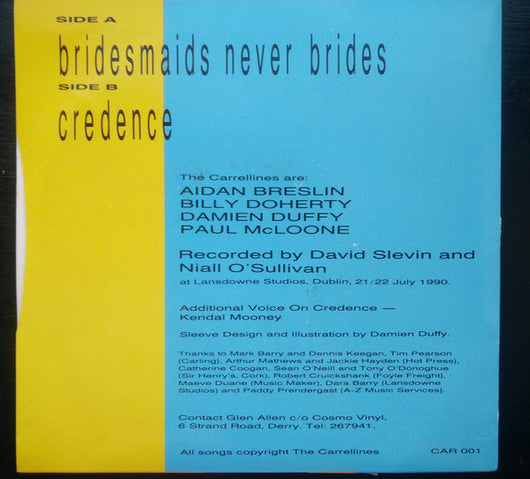 SIDE A
bridesmaids never brides
SIDE B
credence
The Carrellines are:
AIDAN BRESLIN
BILLY DOHERTY
DAMIEN DUFFY
PAUL McLOONE
Recorded by David Slevin and
Niall O'Sullivan
at Lansdowne Studios, Dublin, 21/22 July 1990.
Additional Voice On Credence —
Kendal Mooney
Sleeve Design and Illustration by Damien Duffy.
Thanks to Mark Barry and Dennis Keegan, Tim Pearson
(Carling), Arthur Mathews and Jackie Hayden (Hot Press),
Catherine Coogan, Sean O'Neill and Tony O'Donoghue
(Sir Henry's, Cork), Robert Cruickshank (Foyle Freight),
Maeve Duane (Music Maker), Dara Barry (Lansdowne
Studios) and Paddy Prendergast (A-Z Music Services).
Contact Glen Allen c/o Cosmo Vinyl,
6 Strand Road, Derry. Tel: 267941.
All songs copyright The Carrellines CAR 001